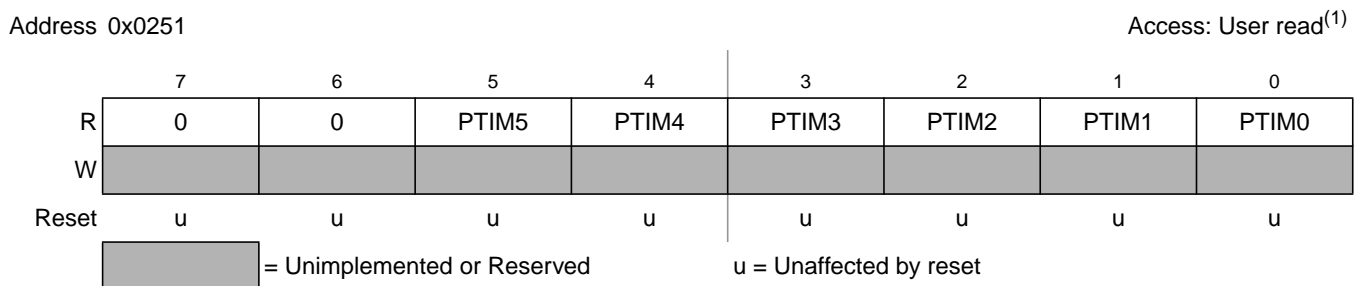 Address 0x0251 Access: User read(1)
7 6 5 4 3 2 1 0
R 0 0 PTIM5 PTIM4 PTIM3 PTIM2 PTIM1 PTIM0
W
Reset u u u u u u u u
= Unimplemented or Reserved u = Unaffected by reset